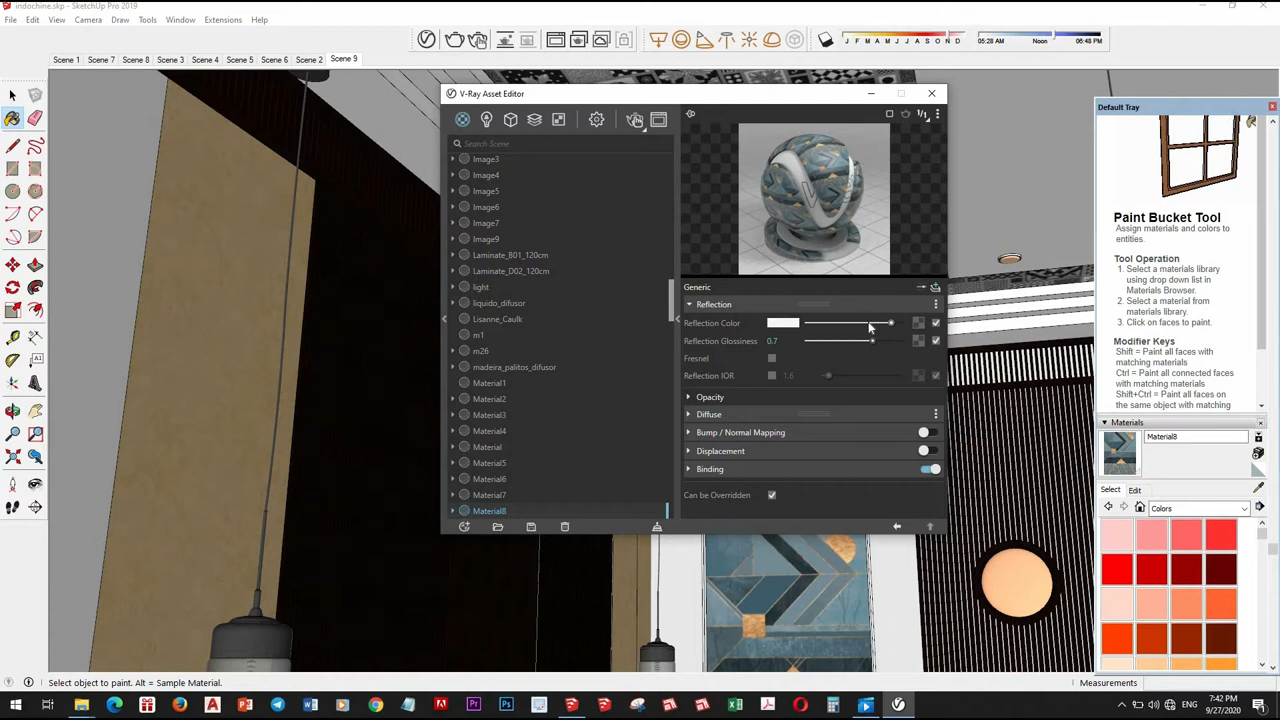 indochine.skp - SketchUp Pro 2019
File Edit View Camera Draw Tools Window Extensions Help
J F M A M J J A S O N D
05:28 AM Noon 06:48 PM
Scene 1 Scene 7 Scene 8 Scene 3 Scene 4 Scene 5 Scene 6 Scene 2 Scene 9
V-Ray Asset Editor
Search Scene
Image3
Image4
Image5
Image6
Image7
Image9
Laminate_B01_120cm
Laminate_D02_120cm
light
liquido_difusor
Lisanne_Caulk
m1
m26
madeira_palitos_difusor
Material1
Material2
Material3
Material4
Material
Material5
Material6
Material7
Material8
1/1
Generic
Reflection
Reflection Color
Reflection Glossiness 0.7
Fresnel
Reflection IOR 1.6
Opacity
Diffuse
Bump / Normal Mapping
Displacement
Binding
Can be Overridden
Default Tray
Paint Bucket Tool
Assign materials and colors to
entities.
Tool Operation
1. Select a materials library
using drop down list in
Materials Browser.
2. Select a material from
materials library.
3. Click on faces to paint.
Modifier Keys
Shift = Paint all faces with
matching materials
Ctrl = Paint all connected faces
with matching materials
Shift+Ctrl = Paint all faces on
the same object with matching
Materials
Material8
Select Edit
Colors
Select object to paint. Alt = Sample Material.
Measurements
ENG
7:42 PM
9/27/2020